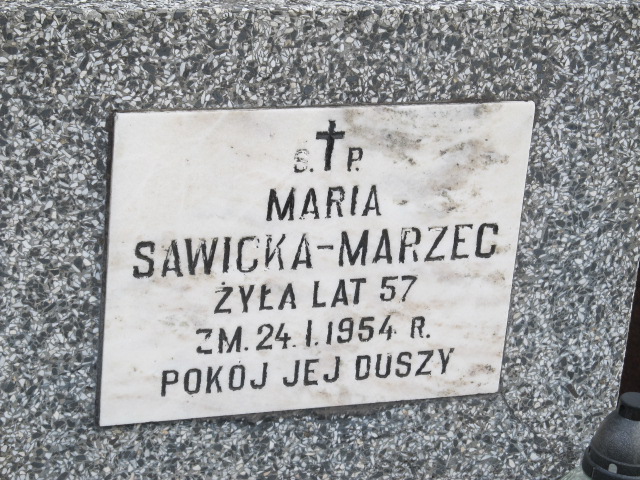 Ś. P.
MARIA
SAWICKA-MARZEC
ŻYŁA LAT 57
ZM. 24. I. 1954 R.
POKÓJ JEJ DUSZY